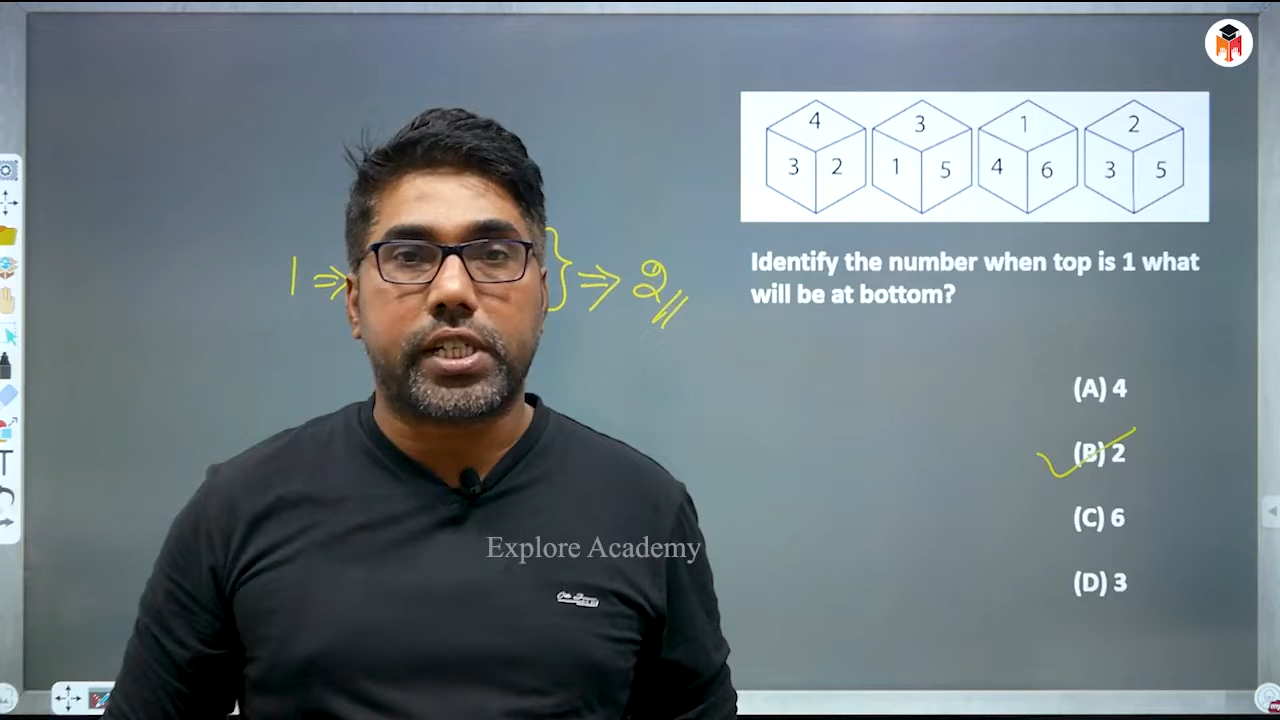 4 3 1 2
3 2 1 5 4 6 3 5
Identify the number when top is 1 what
will be at bottom?
1 ⇒ } ⇒ 2
(A) 4
(B) 2
(C) 6
(D) 3
Explore Academy